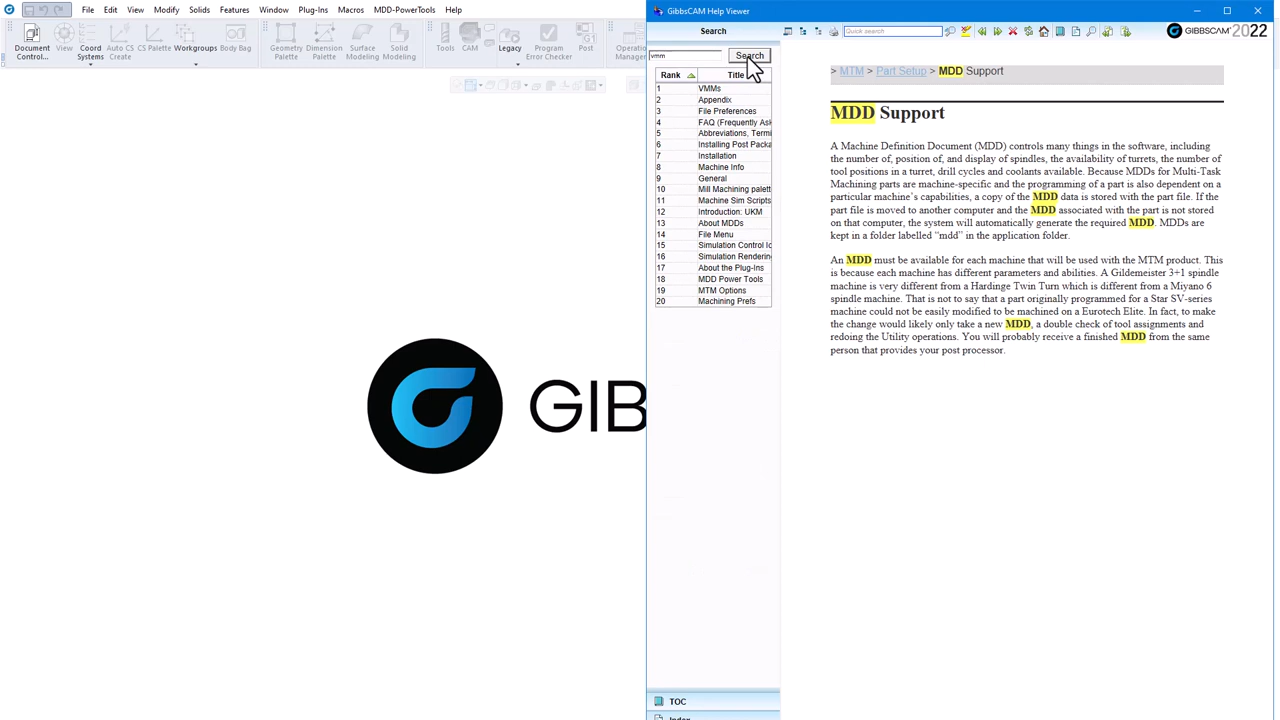 File Edit View Modify Solids Features Window Plug-Ins Macros MDD-PowerTools Help
Document Control... View Coord Systems Auto CS Create CS Palette Workgroups Body Bag Geometry Palette Dimension Palette Surface Modeling Solid Modeling Tools CAM Legacy Program Error Checker Post Operation Manager
GIB
GibbsCAM Help Viewer
Search
Quick search
GIBBSCAM 2022
vmm Search
Rank Title
1 VMMs
2 Appendix
3 File Preferences
4 FAQ (Frequently Ask
5 Abbreviations, Termi
6 Installing Post Packa
7 Installation
8 Machine Info
9 General
10 Mill Machining palett
11 Machine Sim Scripts
12 Introduction: UKM
13 About MDDs
14 File Menu
15 Simulation Control Ic
16 Simulation Rendering
17 About the Plug-Ins
18 MDD Power Tools
19 MTM Options
20 Machining Prefs
TOC
Index
> MTM > Part Setup > MDD Support
MDD Support
A Machine Definition Document (MDD) controls many things in the software, including
the number of, position of, and display of spindles, the availability of turrets, the number of
tool positions in a turret, drill cycles and coolants available. Because MDDs for Multi-Task
Machining parts are machine-specific and the programming of a part is also dependent on a
particular machine's capabilities, a copy of the MDD data is stored with the part file. If the
part file is moved to another computer and the MDD associated with the part is not stored
on that computer, the system will automatically generate the required MDD. MDDs are
kept in a folder labelled “mdd” in the application folder.
An MDD must be available for each machine that will be used with the MTM product. This
is because each machine has different parameters and abilities. A Gildemeister 3+1 spindle
machine is very different from a Hardinge Twin Turn which is different from a Miyano 6
spindle machine. That is not to say that a part originally programmed for a Star SV-series
machine could not be easily modified to be machined on a Eurotech Elite. In fact, to make
the change would likely only take a new MDD, a double check of tool assignments and
redoing the Utility operations. You will probably receive a finished MDD from the same
person that provides your post processor.